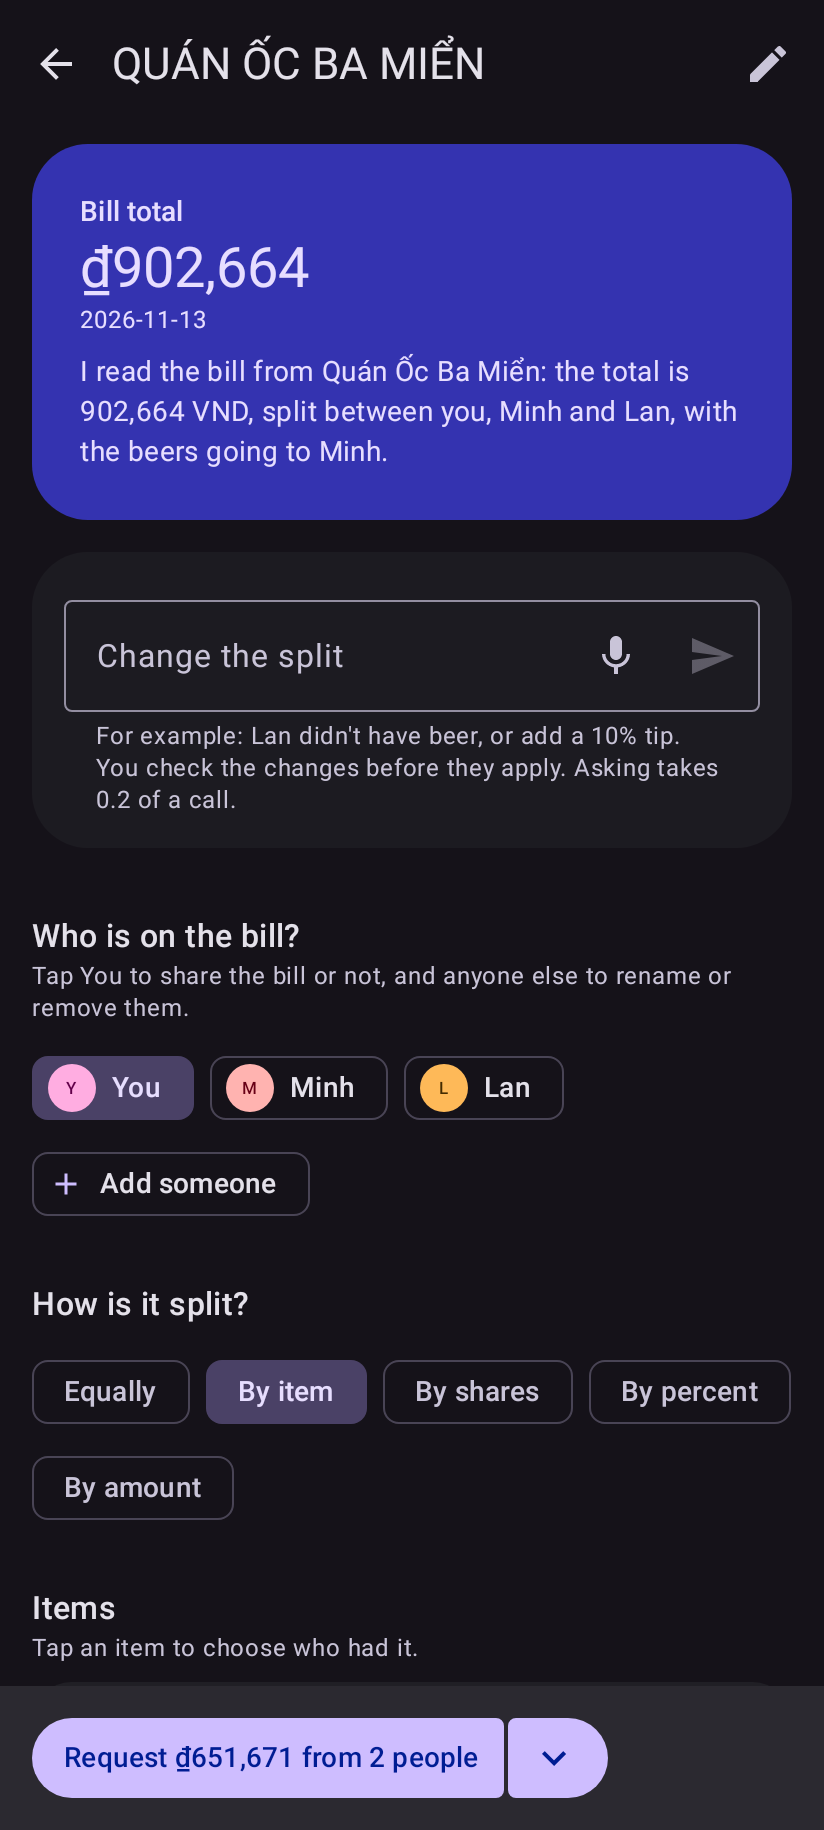 QUÁN ỐC BA MIỂN
Bill total
₫902,664
2026-11-13
I read the bill from Quán Ốc Ba Miển: the total is
902,664 VND, split between you, Minh and Lan, with
the beers going to Minh.
Change the split
For example: Lan didn't have beer, or add a 10% tip.
You check the changes before they apply. Asking takes
0.2 of a call.
Who is on the bill?
Tap You to share the bill or not, and anyone else to rename or
remove them.
Y You
M Minh
L Lan
Add someone
How is it split?
Equally
By item
By shares
By percent
By amount
Items
Tap an item to choose who had it.
Request ₫651,671 from 2 people